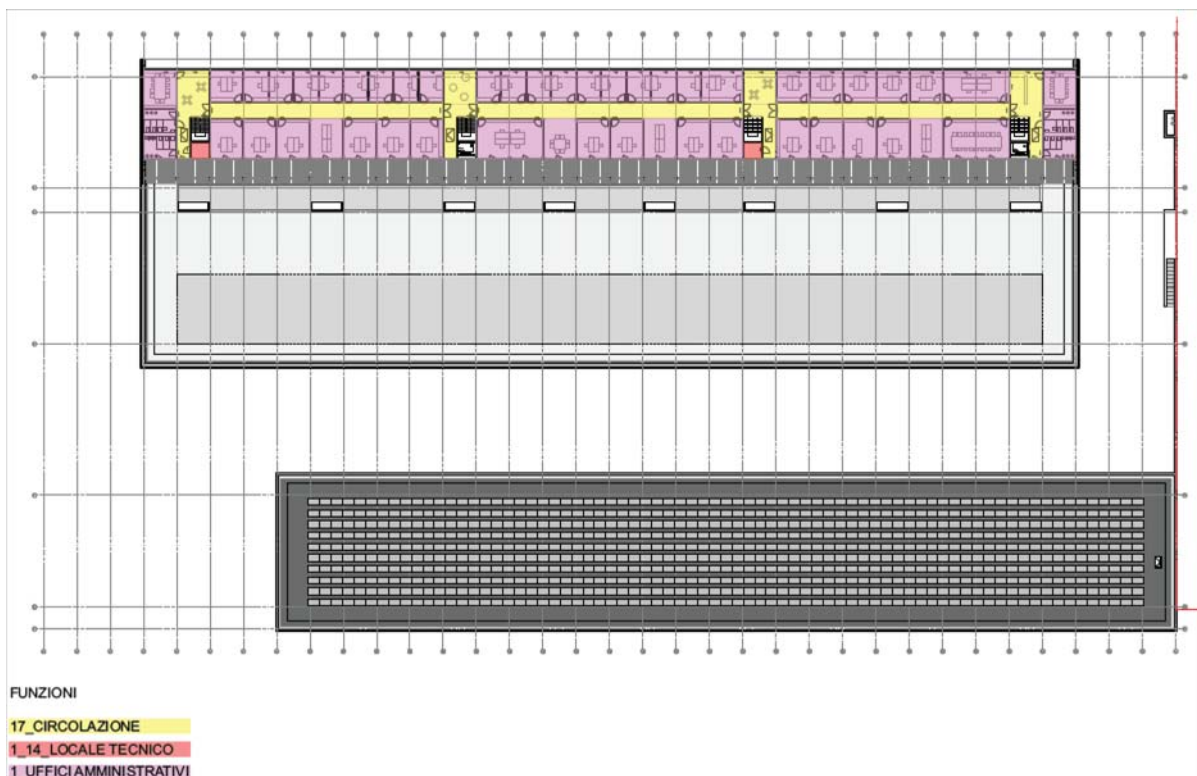 FUNZIONI
17_CIRCOLAZIONE
1_14_LOCALE TECNICO
1_UFFICI AMMINISTRATIVI